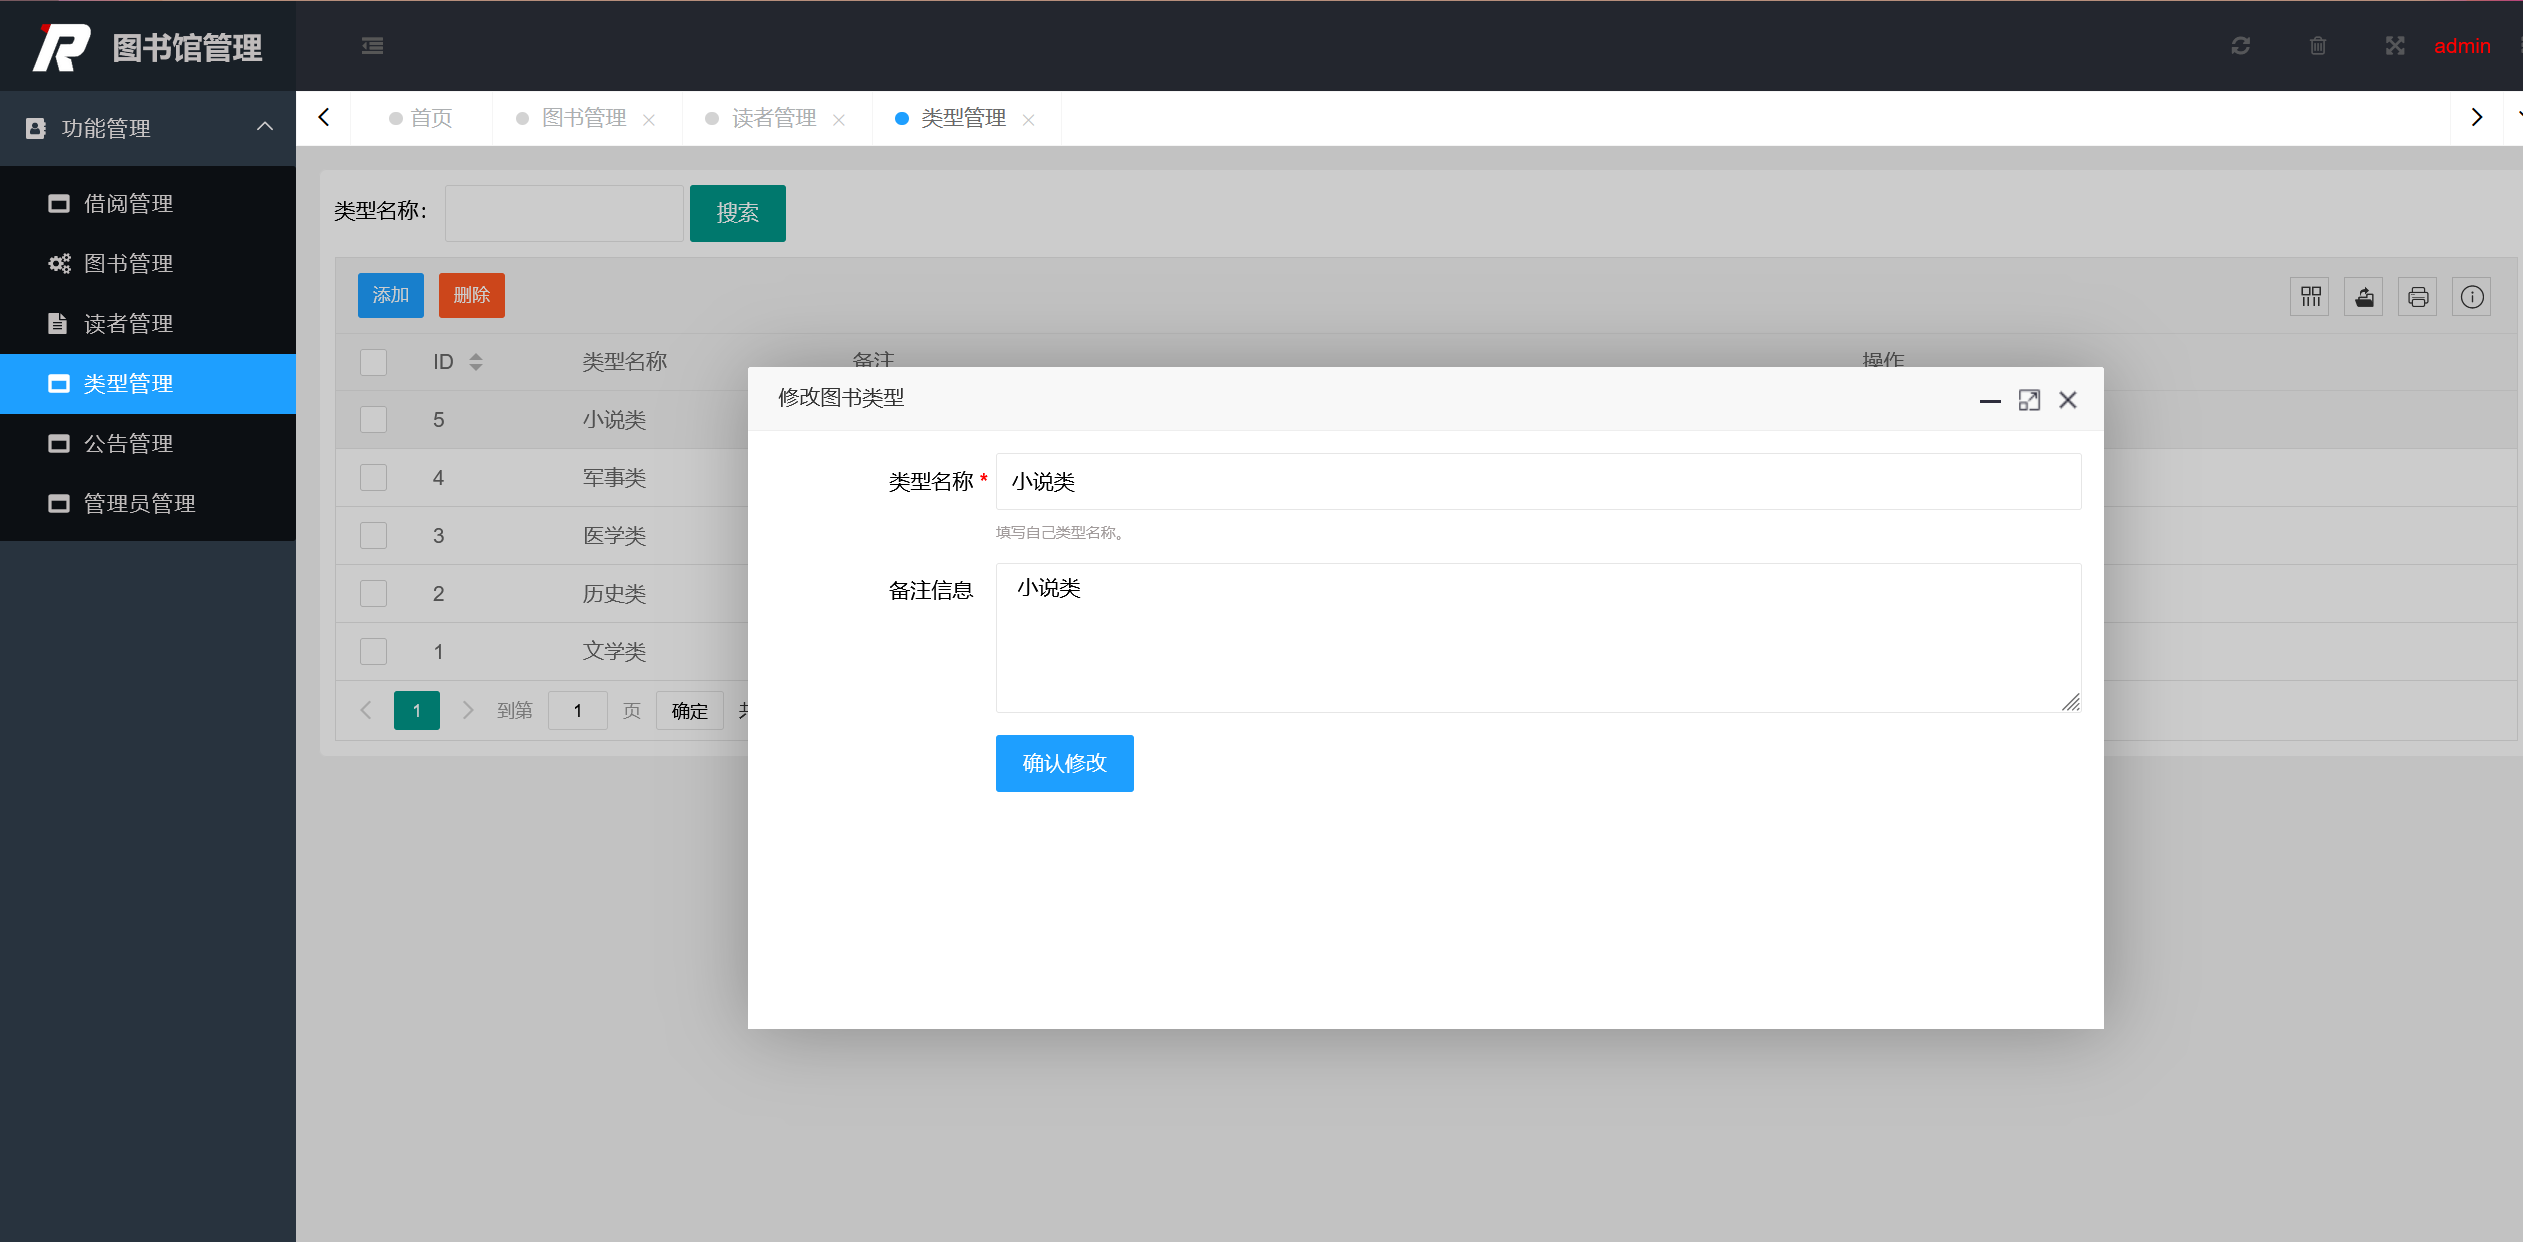 图书馆管理
admin
功能管理
借阅管理
图书管理
读者管理
类型管理
公告管理
管理员管理
首页
图书管理
读者管理
类型管理
类型名称：
搜索
添加
删除
ID
类型名称
备注
操作
5
小说类
4
军事类
3
医学类
2
历史类
1
文学类
1
到第
1
页
确定
修改图书类型
类型名称 *
小说类
填写自己类型名称。
备注信息
小说类
确认修改